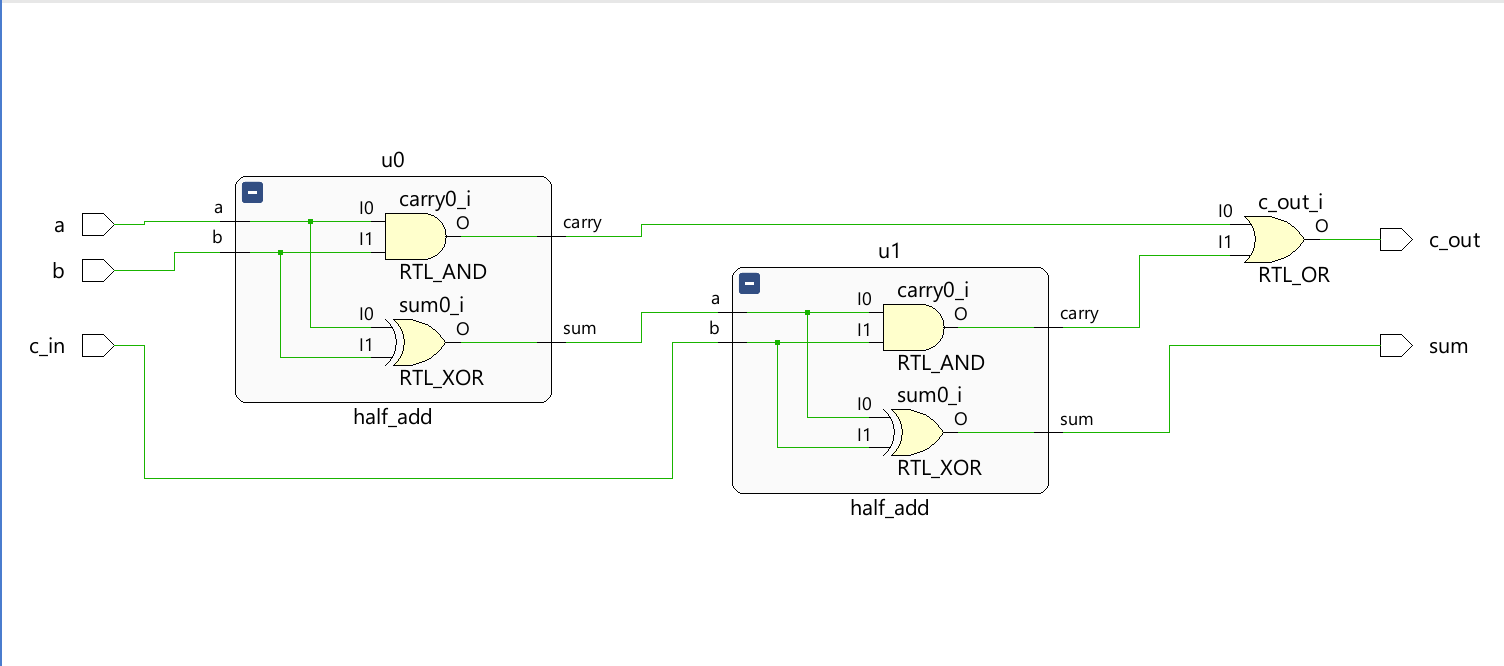 u0
a
b
c_in
a
b
carry0_i
I0
I1
O
RTL_AND
sum0_i
I0
I1
O
RTL_XOR
carry
sum
half_add
u1
a
b
carry0_i
I0
I1
O
RTL_AND
sum0_i
I0
I1
O
RTL_XOR
carry
sum
half_add
c_out_i
I0
I1
O
RTL_OR
c_out
sum